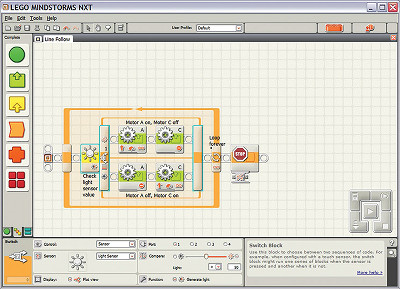 LEGO MINDSTORMS NXT
File Edit Tools Help
User Profile: Default
Complete
Line Follow
Motor A on, Motor C off
A C
Loop forever
STOP
Check light sensor value
A C
Motor A off, Motor C on
Switch
Control: Sensor
Port: 1 2 3 4
Sensor: Light Sensor
Compare:
Light: > 50
Display: Flat view
Function: Generate light
Switch Block
Use this block to choose between two sequences of code. For
example, when configured with a touch sensor, the switch
block might run one series of blocks when the sensor is
pressed and another when it is not.
More help »